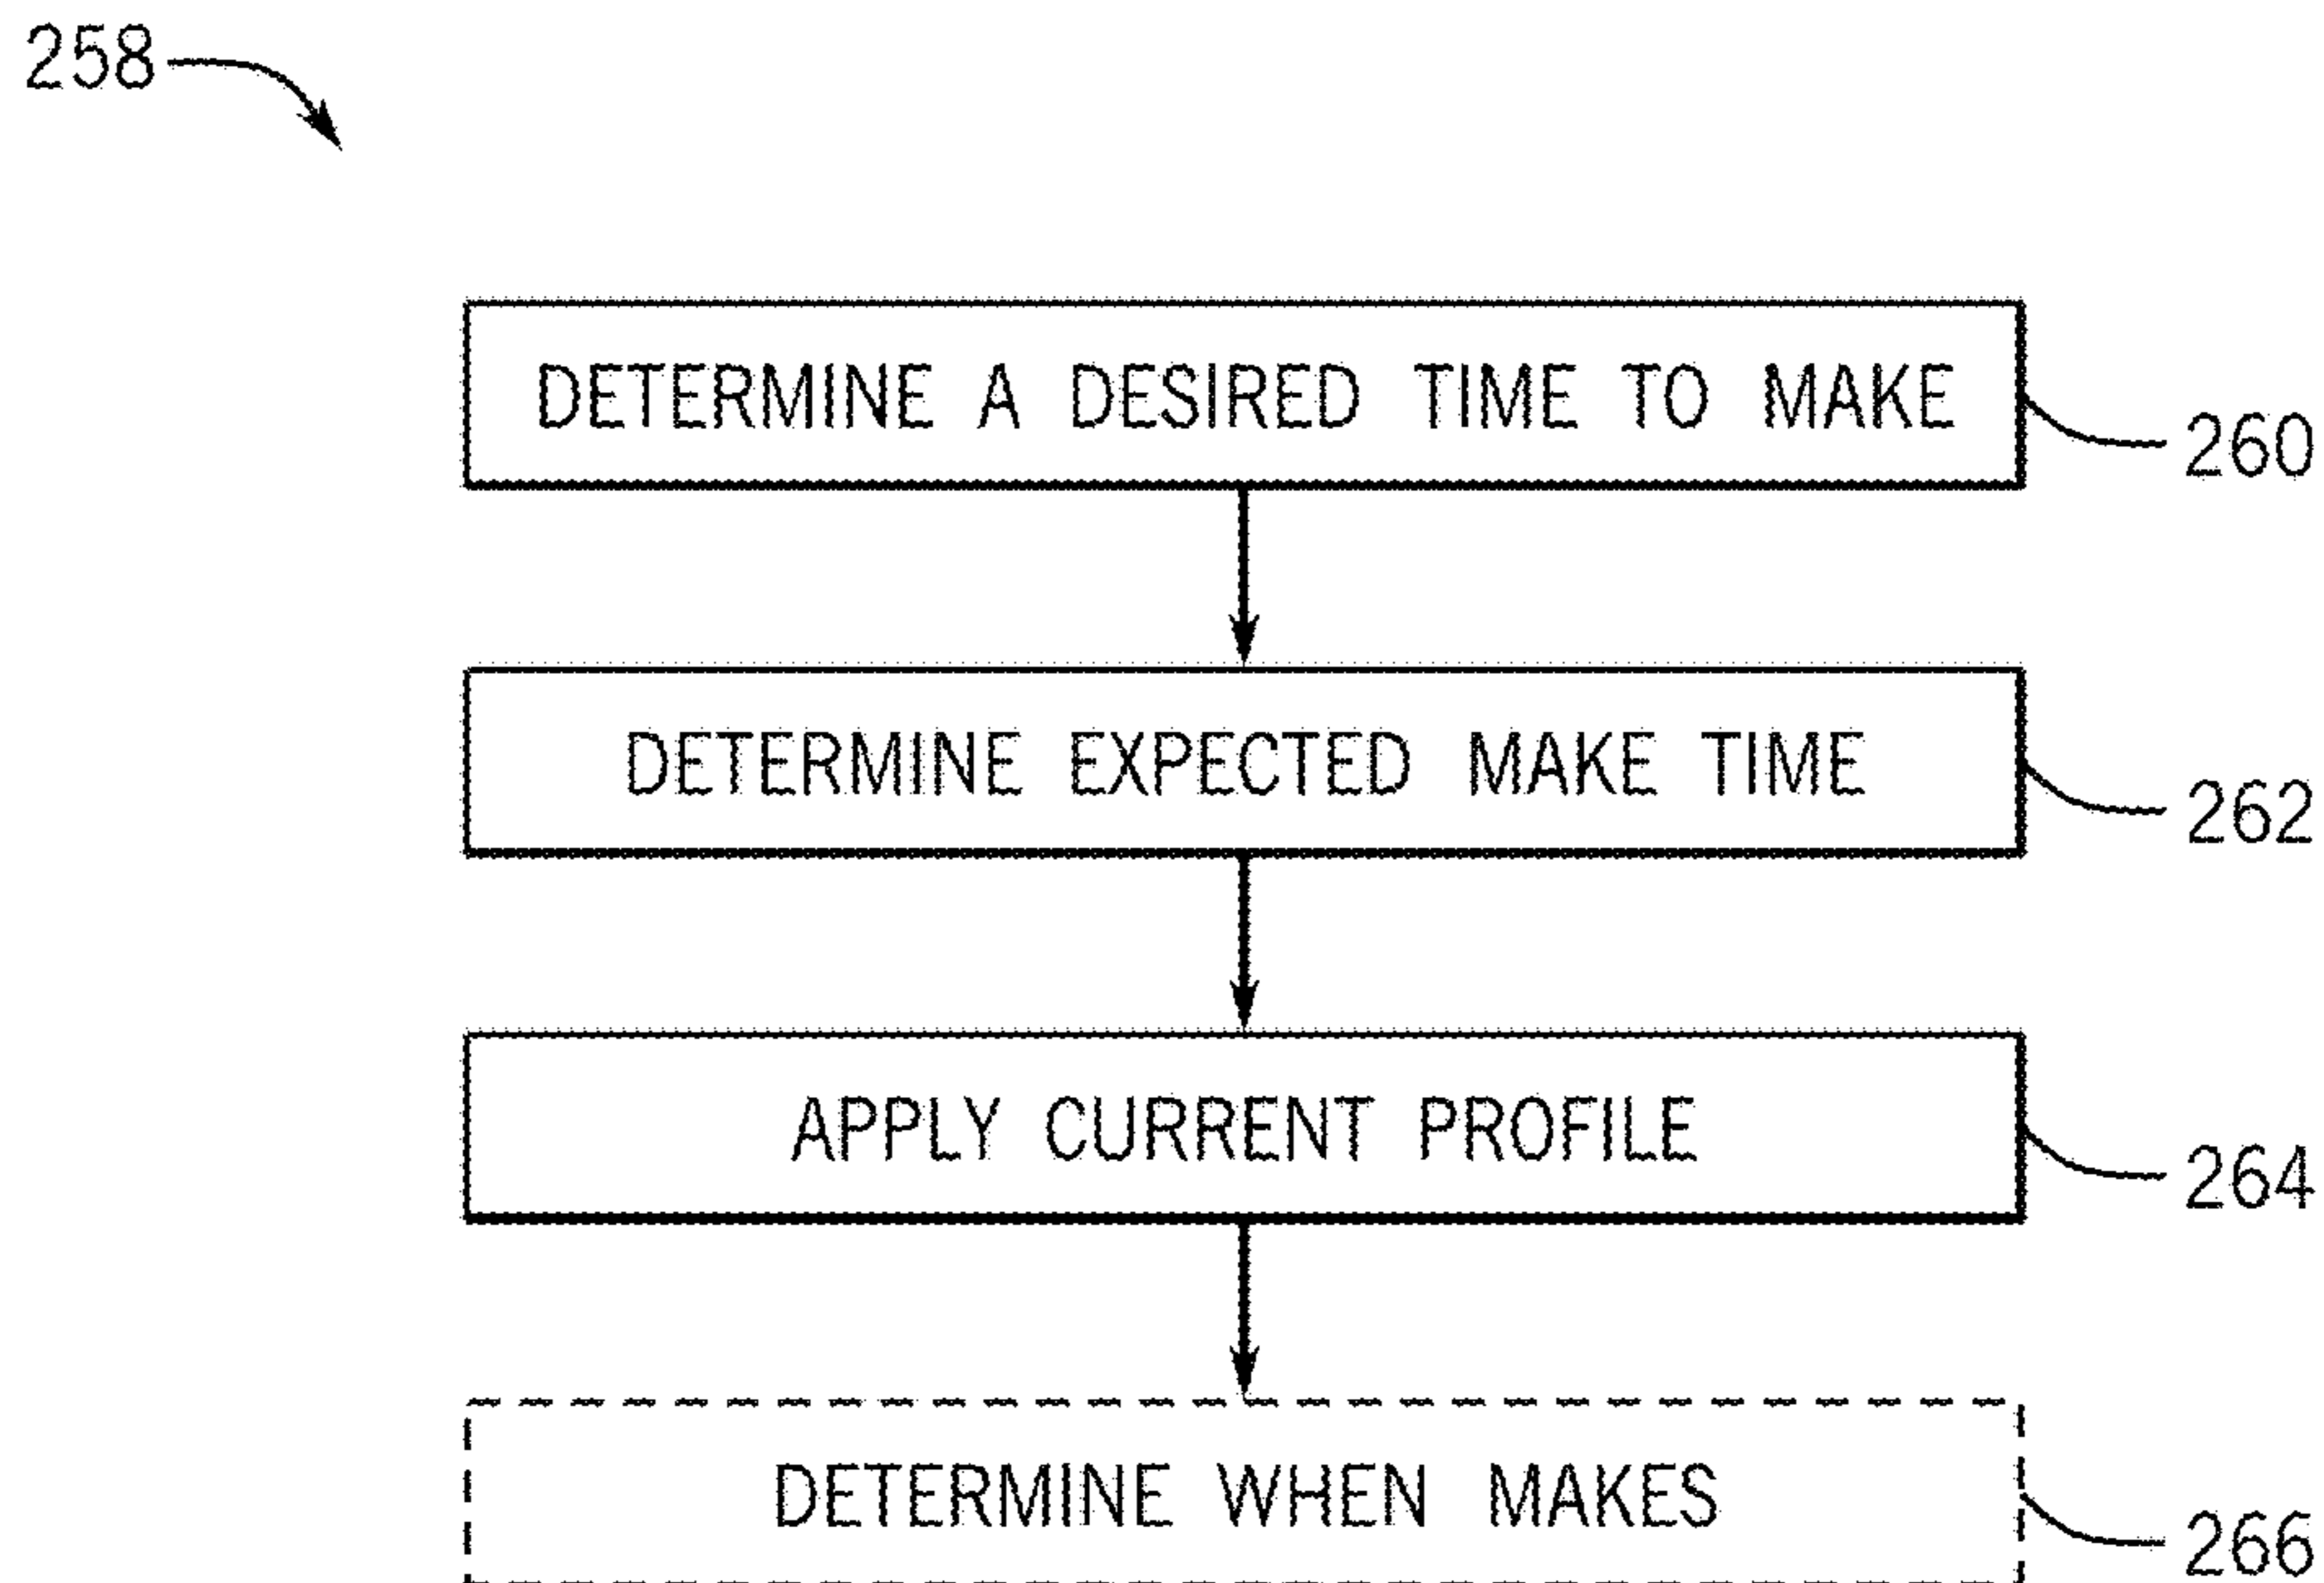 258
DETERMINE A DESIRED TIME TO MAKE
260
DETERMINE EXPECTED MAKE TIME
262
APPLY CURRENT PROFILE
264
DETERMINE WHEN MAKES
266